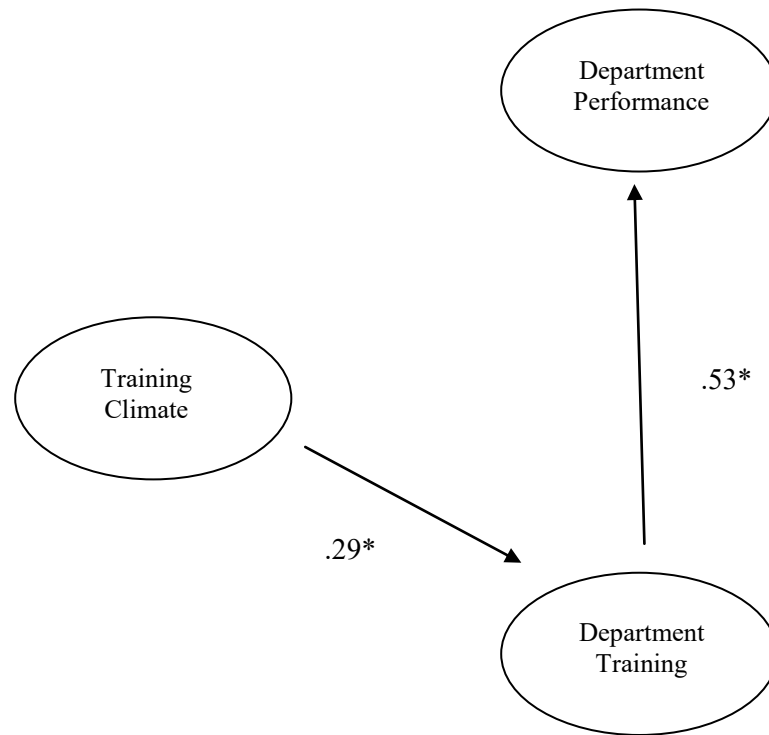 Department
Performance
Training
Climate
.53*
.29*
Department
Training